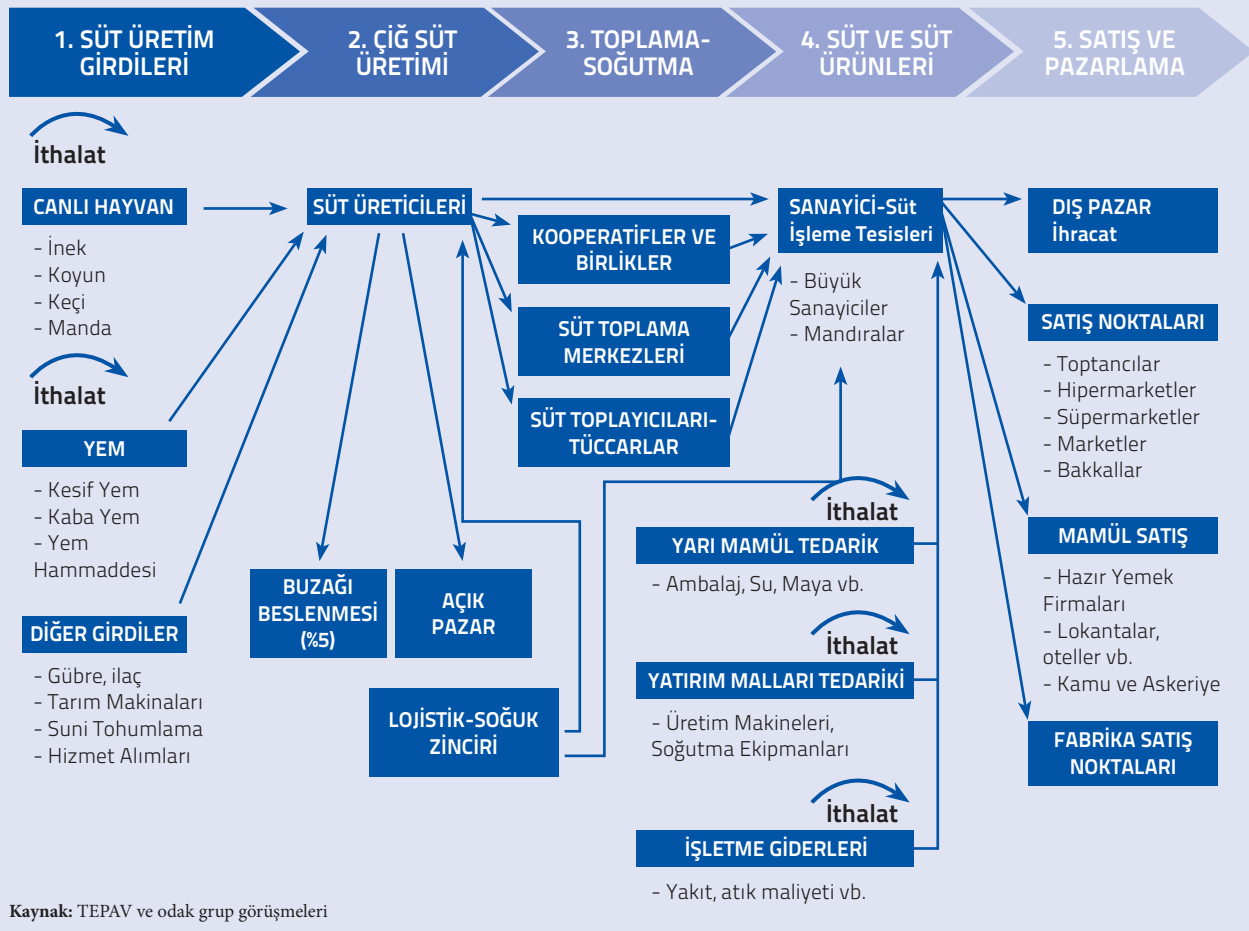 1. SÜT ÜRETİM
GİRDİLERİ
2. ÇİĞ SÜT
ÜRETİMİ
3. TOPLAMA-
SOĞUTMA
4. SÜT VE SÜT
ÜRÜNLERİ
5. SATIŞ VE
PAZARLAMA
İthalat
CANLI HAYVAN
- İnek
- Koyun
- Keçi
- Manda
İthalat
YEM
- Kesif Yem
- Kaba Yem
- Yem
Hammaddesi
DİĞER GİRDİLER
- Gübre, ilaç
- Tarım Makinaları
- Suni Tohumlama
- Hizmet Alımları
SÜT ÜRETİCİLERİ
BUZAĞI
BESLENMESİ
(%5)
AÇIK
PAZAR
LOJİSTİK-SOĞUK
ZİNCİRİ
KOOPERATİFLER VE
BİRLİKLER
SÜT TOPLAMA
MERKEZLERİ
SÜT TOPLAYICILARI-
TÜCCARLAR
SANAYİCİ-Süt
İşleme Tesisleri
- Büyük
Sanayiciler
- Mandıralar
İthalat
YARI MAMÜL TEDARİK
- Ambalaj, Su, Maya vb.
İthalat
YATIRIM MALLARI TEDARİKİ
- Üretim Makineleri,
Soğutma Ekipmanları
İthalat
İŞLETME GİDERLERİ
- Yakıt, atık maliyeti vb.
DIŞ PAZAR
İhracat
SATIŞ NOKTALARI
- Toptancılar
- Hipermarketler
- Süpermarketler
- Marketler
- Bakkallar
MAMÜL SATIŞ
- Hazır Yemek
Firmaları
- Lokantalar,
oteller vb.
- Kamu ve Askeriye
FABRİKA SATIŞ
NOKTALARI
Kaynak: TEPAV ve odak grup görüşmeleri